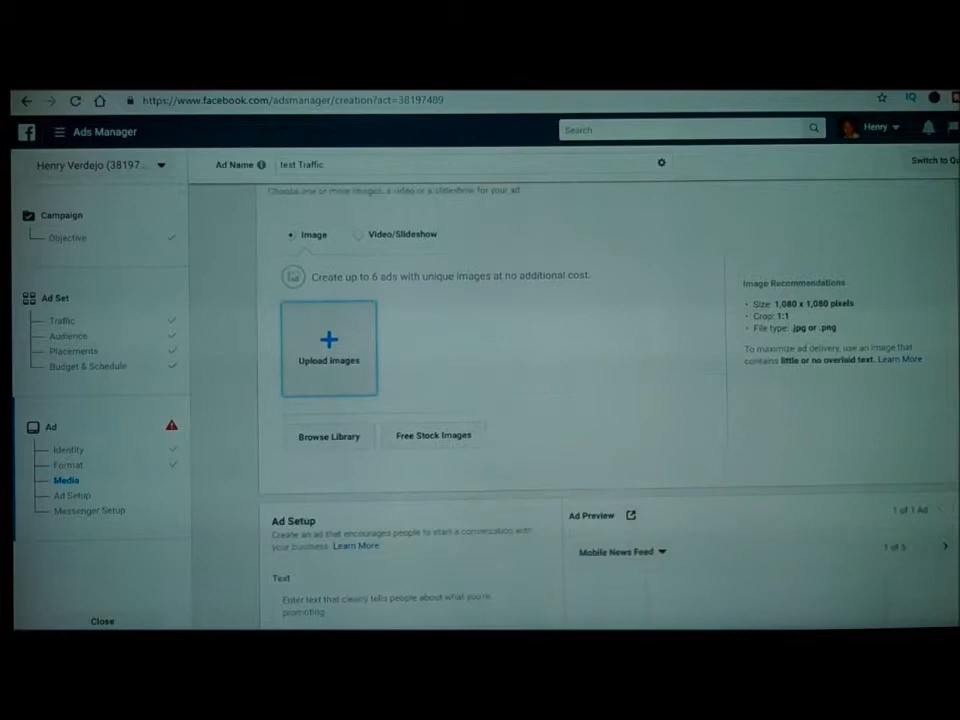 https://www.facebook.com/adsmanager/creation?act=38197489
IQ
Ads Manager
Search
Henry
Henry Verdejo (38197...
Ad Name
test Traffic
Switch to Qu
Choose one or more images, a video or a slideshow for your ad
Campaign
Objective
Image
Video/Slideshow
Create up to 6 ads with unique images at no additional cost.
Ad Set
Traffic
Audience
Placements
Budget & Schedule
Upload Images
Image Recommendations
• Size: 1,080 x 1,080 pixels
• Crop: 1:1
• File type: .jpg or .png
To maximize ad delivery, use an image that
contains little or no overlaid text. Learn More
Ad
Identity
Format
Media
Ad Setup
Messenger Setup
Browse Library
Free Stock Images
Ad Setup
Create an ad that encourages people to start a conversation with
your business. Learn More
Ad Preview
1 of 1 Ad
Mobile News Feed
1 of 5
Text
Enter text that clearly tells people about what you're
promoting
Close